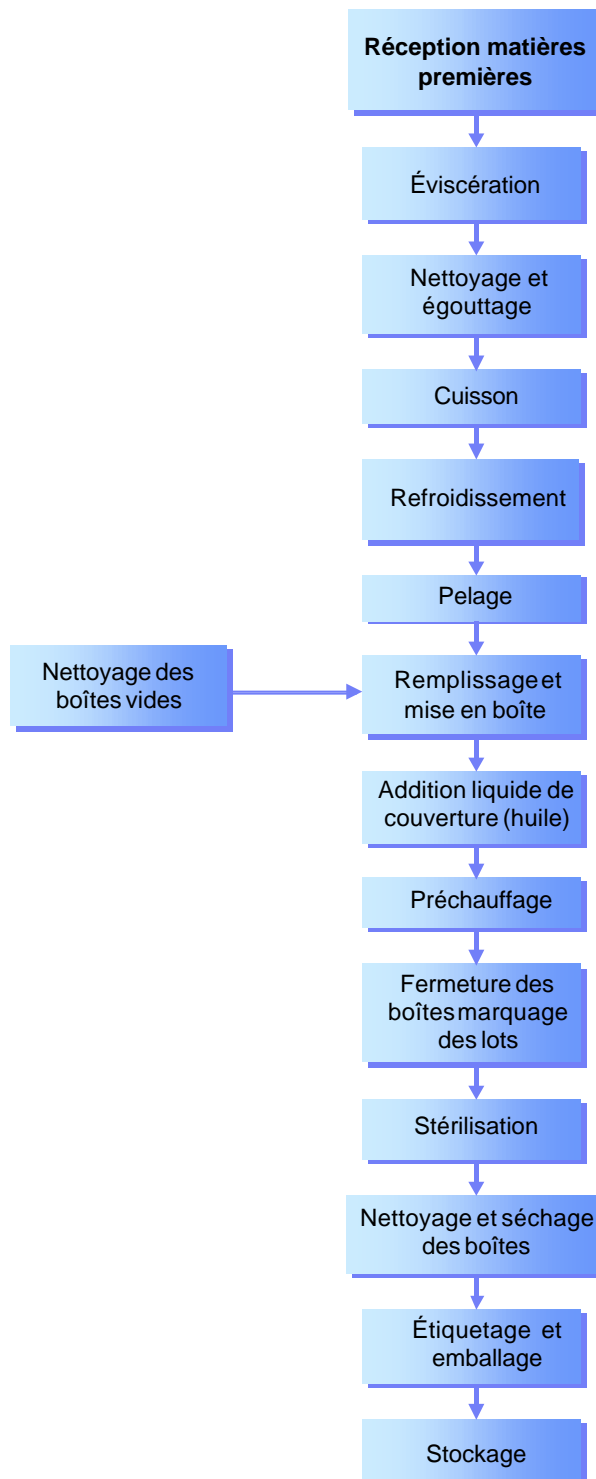 Réception matières
premières
Éviscération
Nettoyage et
égouttage
Cuisson
Refroidissement
Pelage
Nettoyage des
boîtes vides
Remplissage et
mise en boîte
Addition liquide de
couverture (huile)
Préchauffage
Fermeture des
boîtes marquage
des lots
Stérilisation
Nettoyage et séchage
des boîtes
Étiquetage et
emballage
Stockage